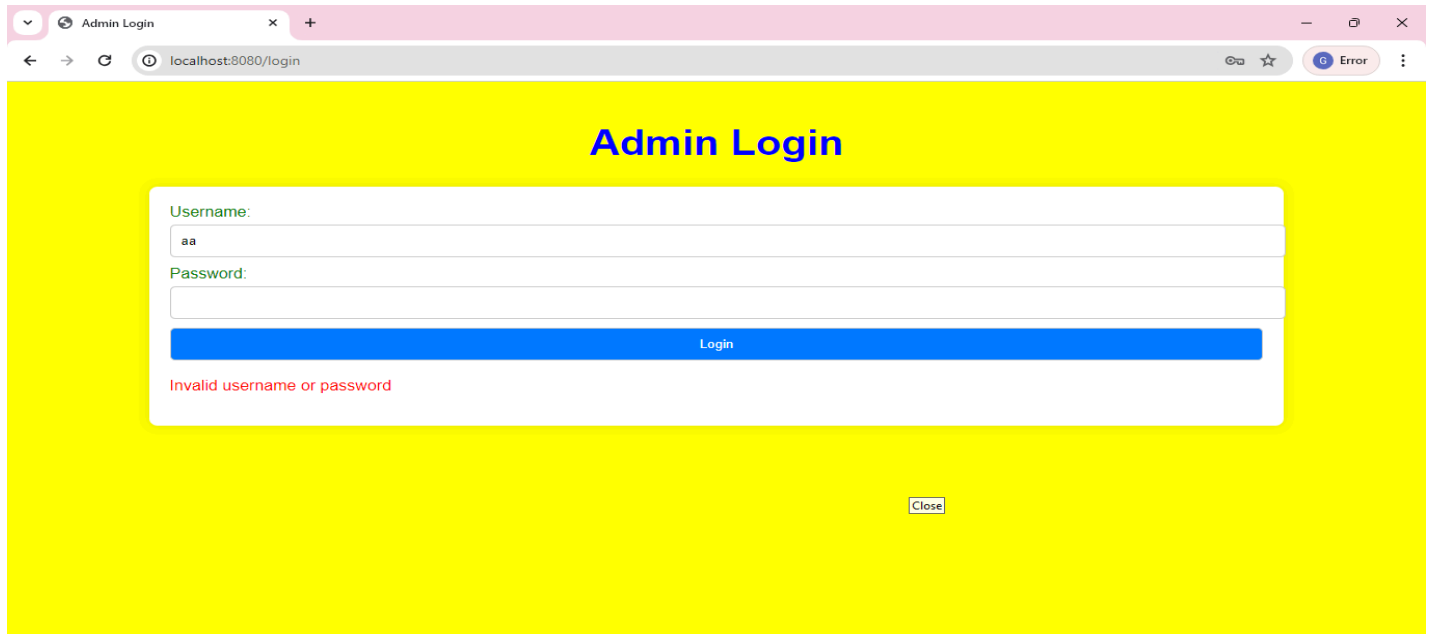 Admin Login
localhost:8080/login
G Error
Admin Login
Username:
aa
Password:
Login
Invalid username or password
Close